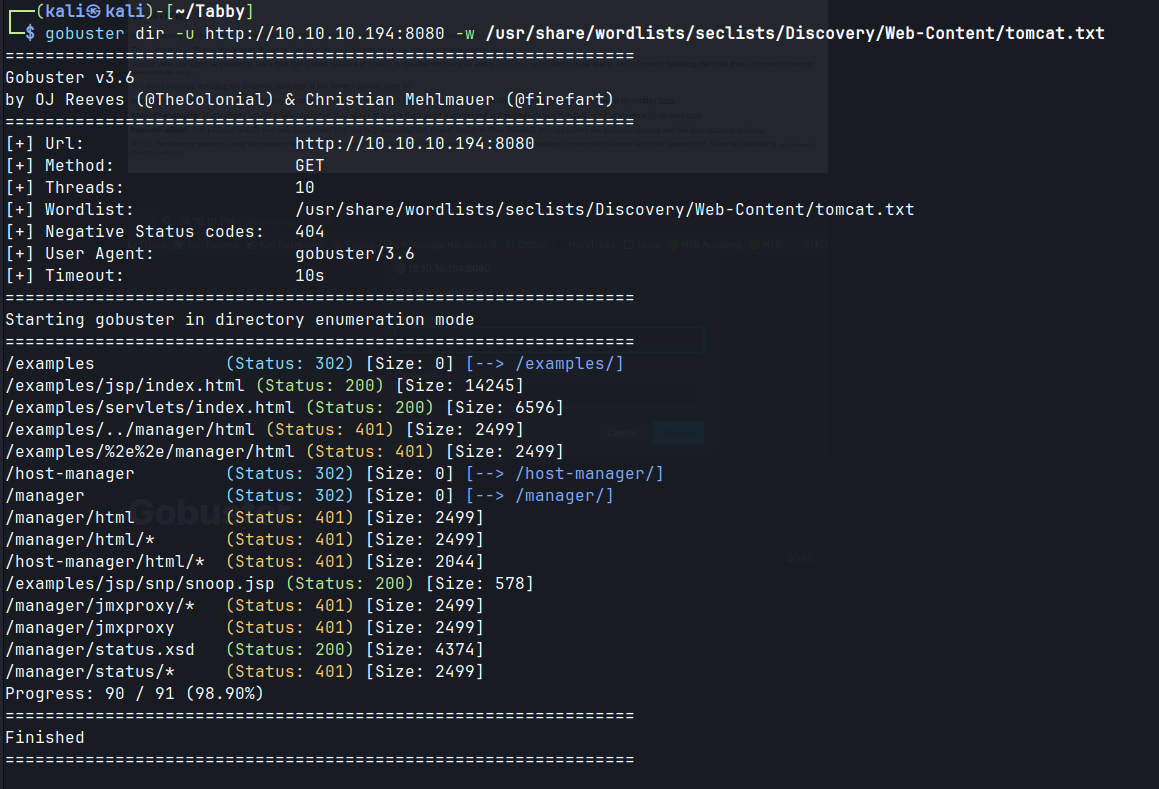 (kali㉿kali)-[~/Tabby]
$ gobuster dir -u http://10.10.10.194:8080 -w /usr/share/wordlists/seclists/Discovery/Web-Content/tomcat.txt
===============================================================
Gobuster v3.6
by OJ Reeves (@TheColonial) & Christian Mehlmauer (@firefart)
===============================================================
[+] Url:                     http://10.10.10.194:8080
[+] Method:                  GET
[+] Threads:                 10
[+] Wordlist:                /usr/share/wordlists/seclists/Discovery/Web-Content/tomcat.txt
[+] Negative Status codes:   404
[+] User Agent:              gobuster/3.6
[+] Timeout:                 10s
===============================================================
Starting gobuster in directory enumeration mode
===============================================================
/examples             (Status: 302) [Size: 0] [--> /examples/]
/examples/jsp/index.html (Status: 200) [Size: 14245]
/examples/servlets/index.html (Status: 200) [Size: 6596]
/examples/../manager/html (Status: 401) [Size: 2499]
/examples/%2e%2e/manager/html (Status: 401) [Size: 2499]
/host-manager         (Status: 302) [Size: 0] [--> /host-manager/]
/manager              (Status: 302) [Size: 0] [--> /manager/]
/manager/html         (Status: 401) [Size: 2499]
/manager/html/*       (Status: 401) [Size: 2499]
/host-manager/html/*  (Status: 401) [Size: 2044]
/examples/jsp/snp/snoop.jsp (Status: 200) [Size: 578]
/manager/jmxproxy/*   (Status: 401) [Size: 2499]
/manager/jmxproxy     (Status: 401) [Size: 2499]
/manager/status.xsd   (Status: 200) [Size: 4374]
/manager/status/*     (Status: 401) [Size: 2499]
Progress: 90 / 91 (98.90%)
===============================================================
Finished
===============================================================
Gobuster